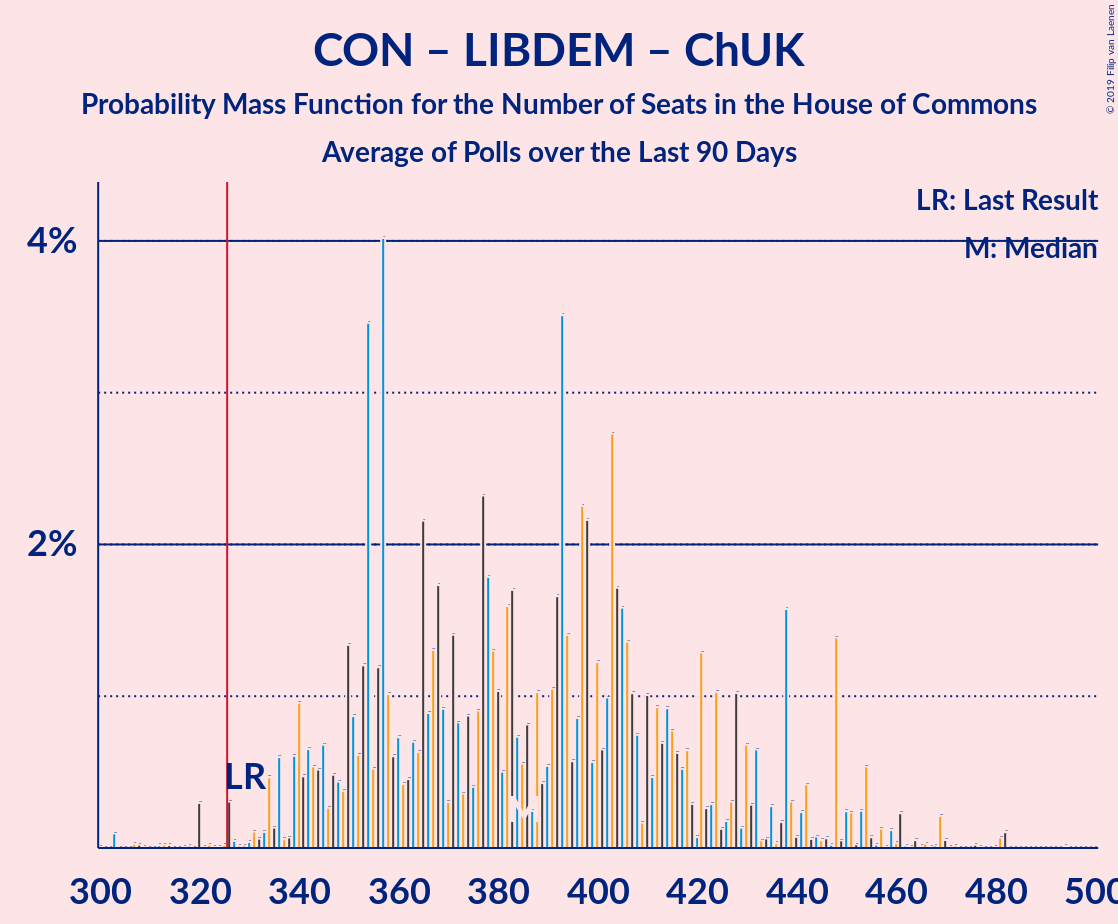 CON – LIBDEM – ChUK
Probability Mass Function for the Number of Seats in the House of Commons
Average of Polls over the Last 90 Days
© 2019 Filip van Laenen
LR: Last Result
M: Median
4%
2%
LR
M
300 320 340 360 380 400 420 440 460 480 500